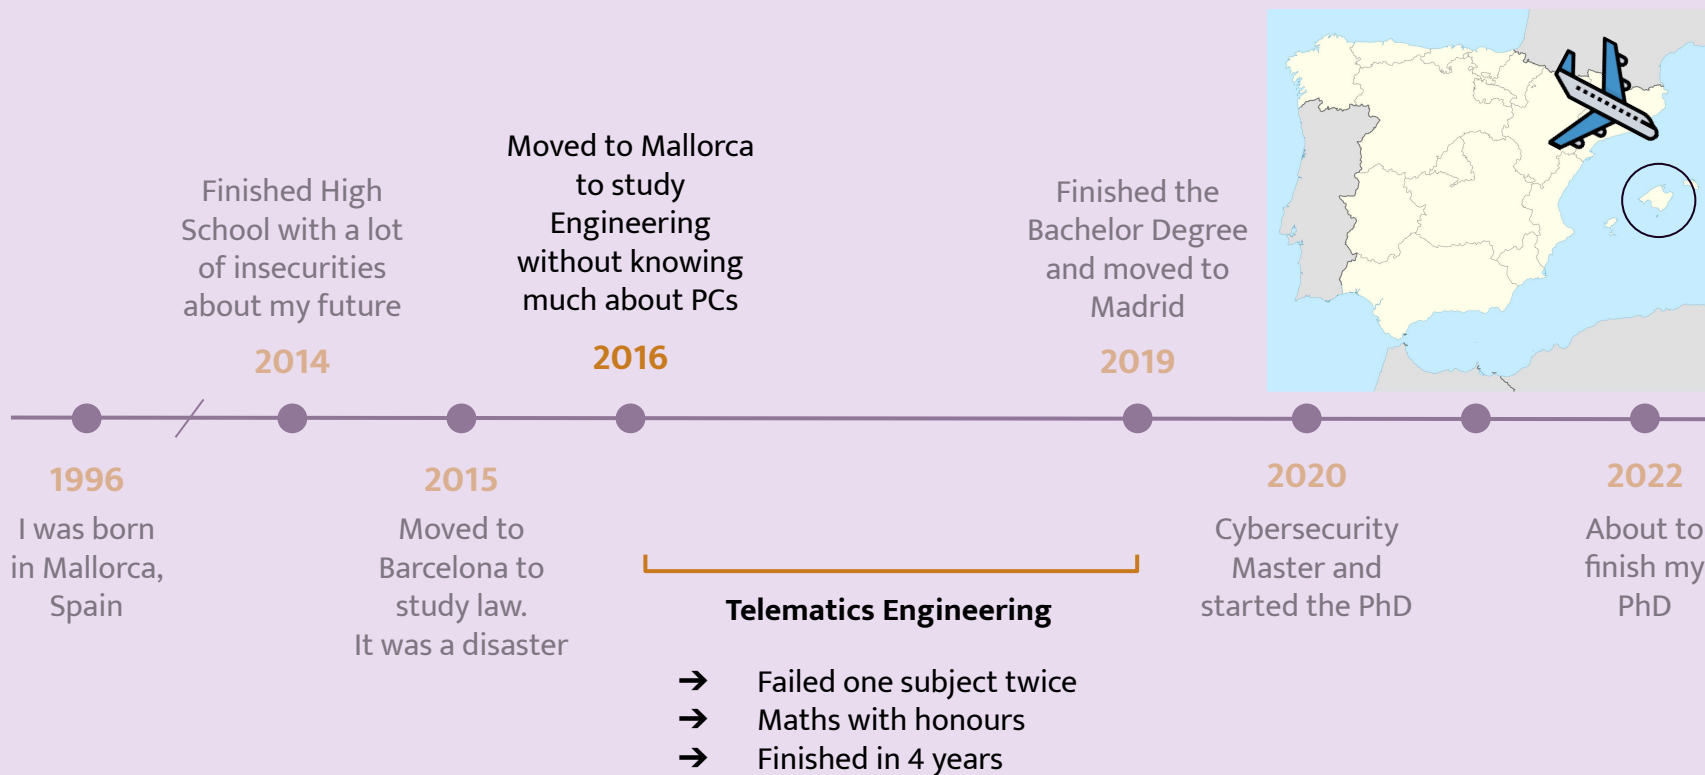 Finished High
School with a lot
of insecurities
about my future
2014
Moved to Mallorca
to study
Engineering
without knowing
much about PCs
2016
Finished the
Bachelor Degree
and moved to
Madrid
2019
1996
I was born
in Mallorca,
Spain
2015
Moved to
Barcelona to
study law.
It was a disaster
Telematics Engineering
➔ Failed one subject twice
➔ Maths with honours
➔ Finished in 4 years
2020
Cybersecurity
Master and
started the PhD
2022
About to
finish my
PhD